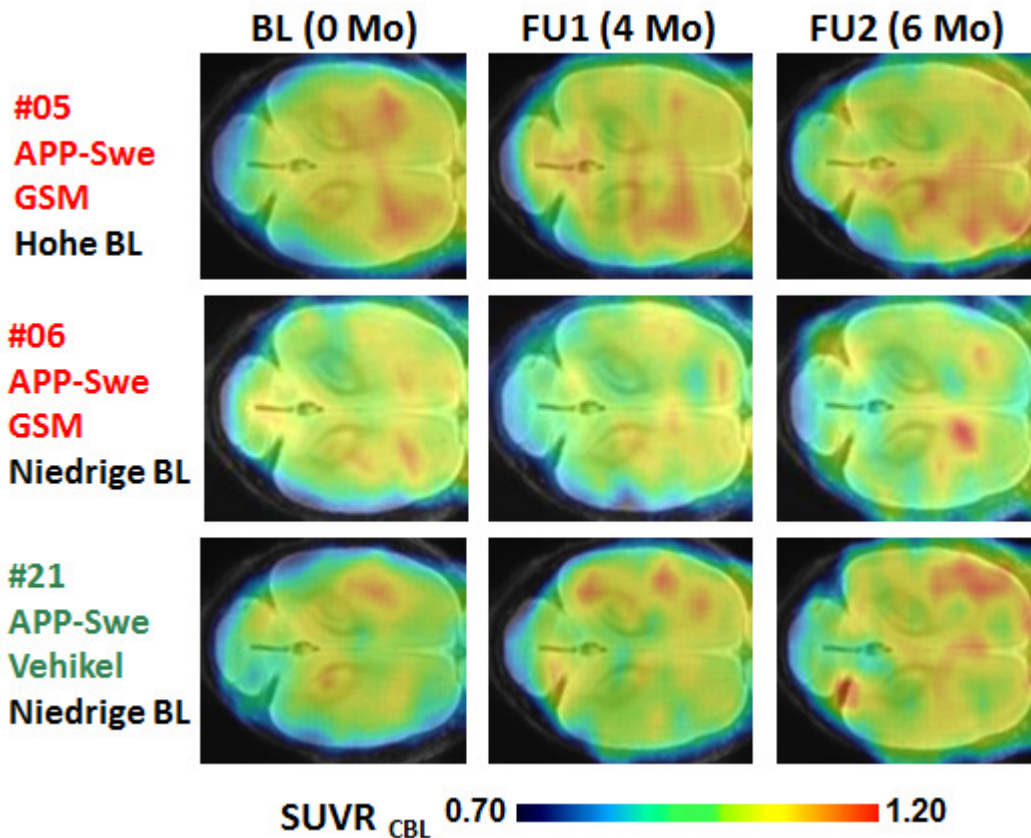 BL (0 Mo) FU1 (4 Mo) FU2 (6 Mo)
#05
APP-Swe
GSM
Hohe BL
#06
APP-Swe
GSM
Niedrige BL
#21
APP-Swe
Vehikel
Niedrige BL
SUVR CBL 0.70 1.20